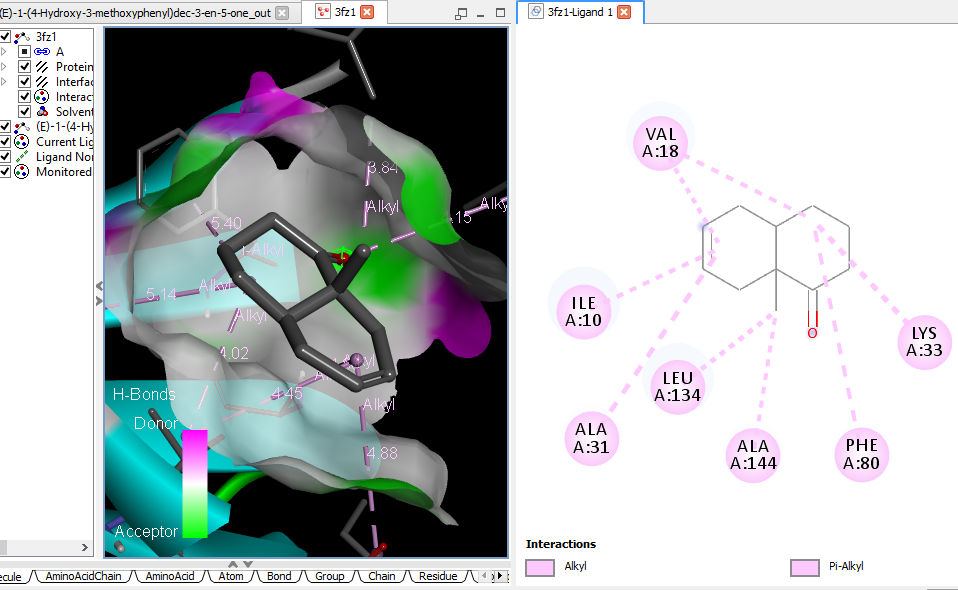 (E)-1-(4-Hydroxy-3-methoxyphenyl)dec-3-en-5-one_out
3fz1
3fz1-Ligand 1
3fz1
A
Protein
Interfac
Interact
Solvent
(E)-1-(4-Hy
Current Lig
Ligand Nor
Monitored
3.84
Alkyl
Alky
.15
5.40
i-Alkyl
5.14
Alkyl
Alkyl
4.02
Alkyl
4.45
Alkyl
4.88
H-Bonds
Donor
Acceptor
VAL
A:18
ILE
A:10
LYS
A:33
LEU
A:134
ALA
A:31
ALA
A:144
PHE
A:80
O
Interactions
Alkyl
Pi-Alkyl
ecule
AminoAcidChain
AminoAcid
Atom
Bond
Group
Chain
Residue